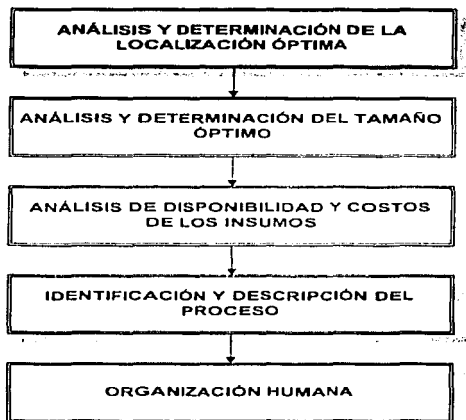 ANÁLISIS Y DETERMINACIÓN DE LA
LOCALIZACIÓN ÓPTIMA
ANÁLISIS Y DETERMINACIÓN DEL TAMAÑO
ÓPTIMO
ANÁLISIS DE DISPONIBILIDAD Y COSTOS
DE LOS INSUMOS
IDENTIFICACIÓN Y DESCRIPCIÓN DEL
PROCESO
ORGANIZACIÓN HUMANA